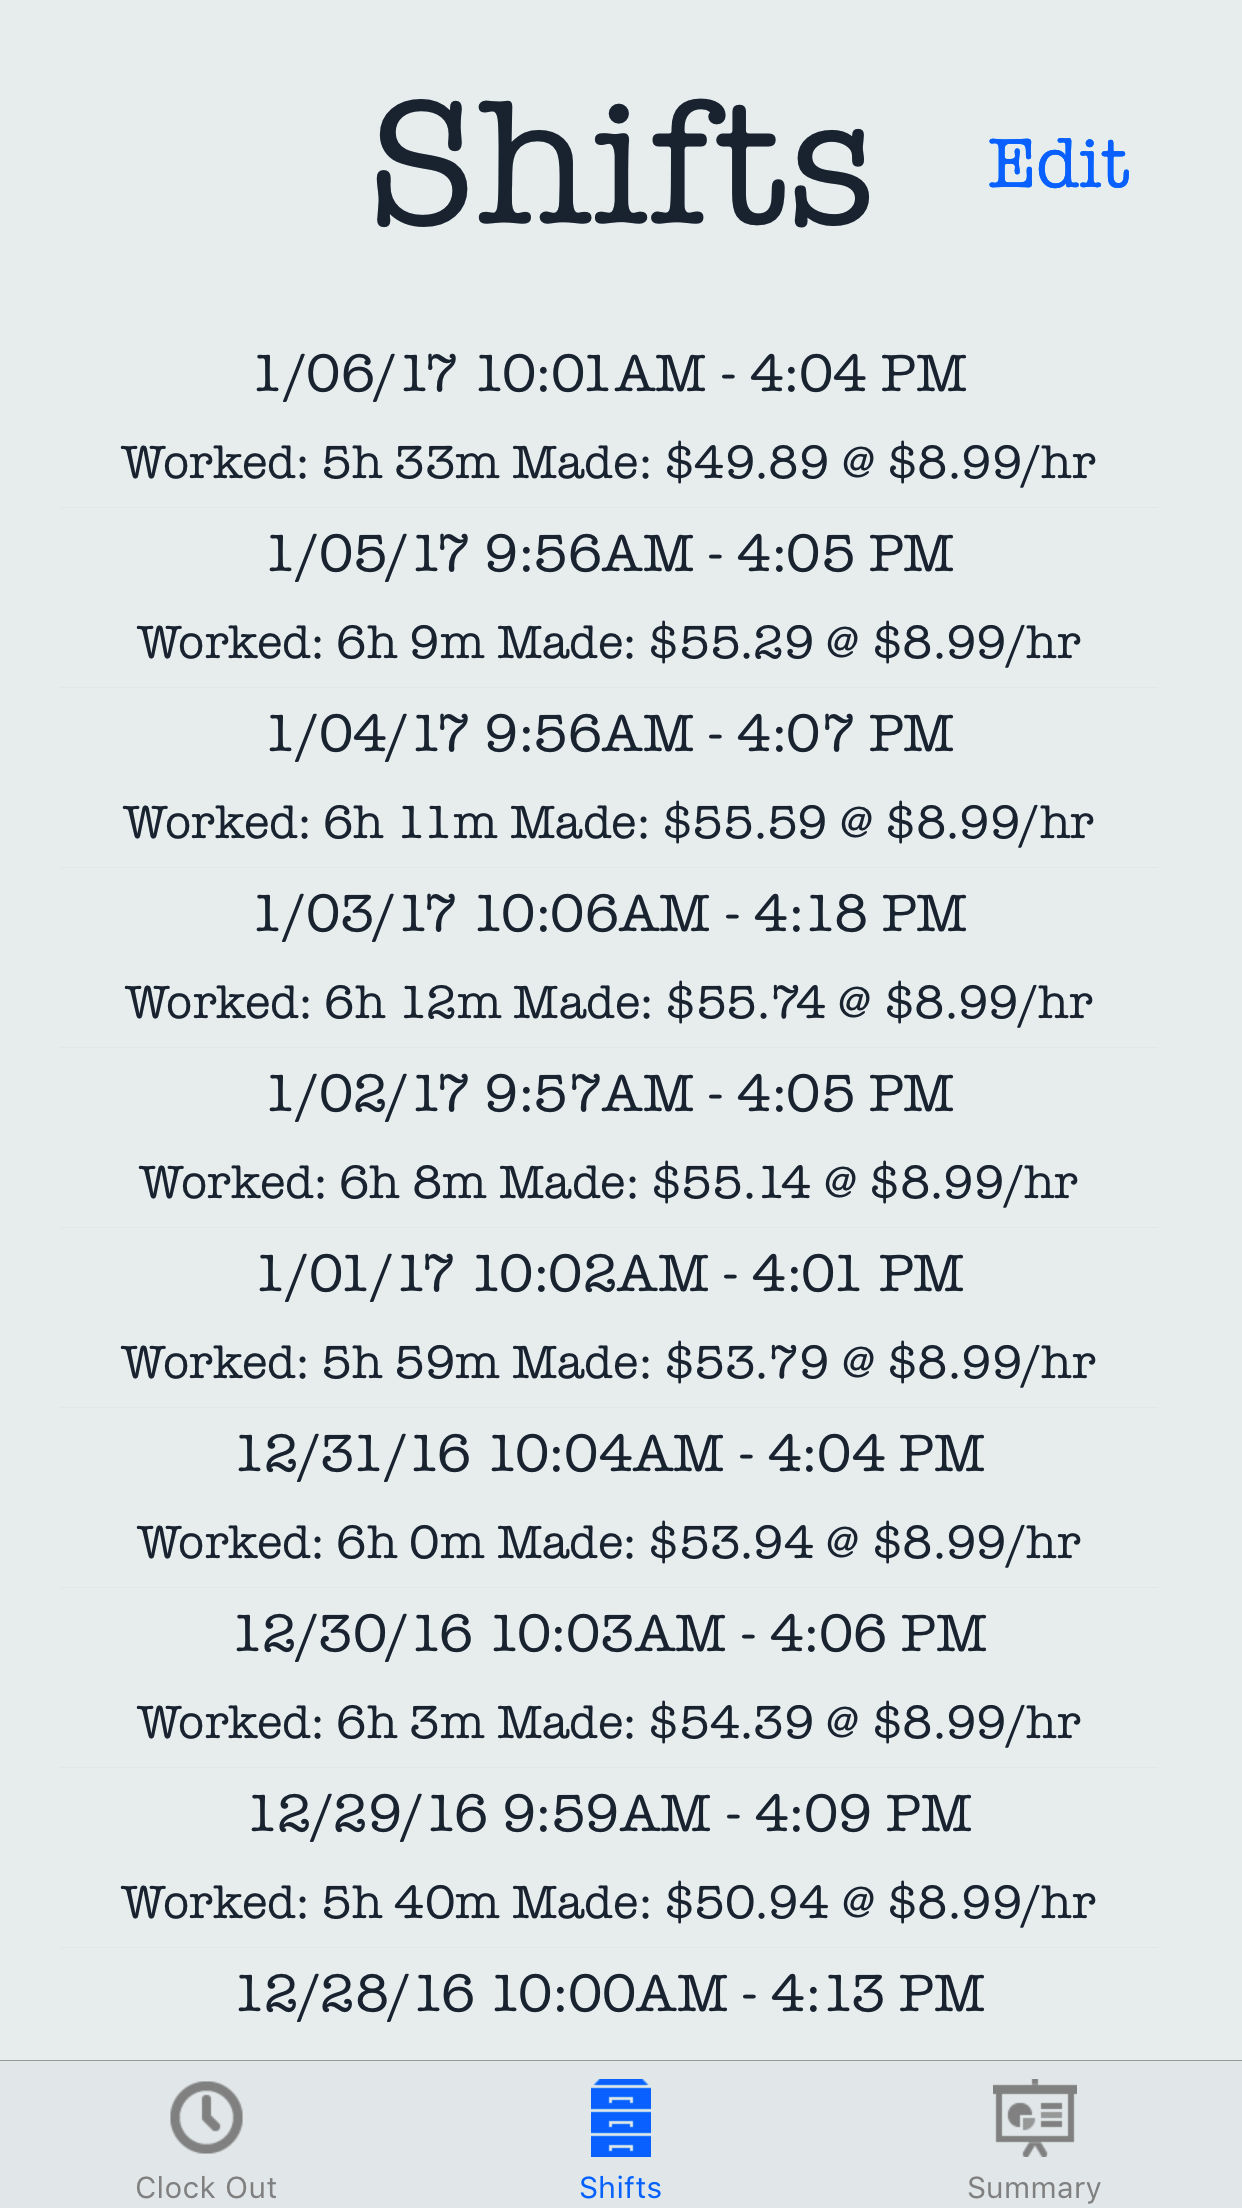 Shifts
Edit
1/06/17 10:01AM - 4:04 PM
Worked: 5h 33m Made: $49.89 @ $8.99/hr
1/05/17 9:56AM - 4:05 PM
Worked: 6h 9m Made: $55.29 @ $8.99/hr
1/04/17 9:56AM - 4:07 PM
Worked: 6h 11m Made: $55.59 @ $8.99/hr
1/03/17 10:06AM - 4:18 PM
Worked: 6h 12m Made: $55.74 @ $8.99/hr
1/02/17 9:57AM - 4:05 PM
Worked: 6h 8m Made: $55.14 @ $8.99/hr
1/01/17 10:02AM - 4:01 PM
Worked: 5h 59m Made: $53.79 @ $8.99/hr
12/31/16 10:04AM - 4:04 PM
Worked: 6h 0m Made: $53.94 @ $8.99/hr
12/30/16 10:03AM - 4:06 PM
Worked: 6h 3m Made: $54.39 @ $8.99/hr
12/29/16 9:59AM - 4:09 PM
Worked: 5h 40m Made: $50.94 @ $8.99/hr
12/28/16 10:00AM - 4:13 PM
Clock Out
Shifts
Summary